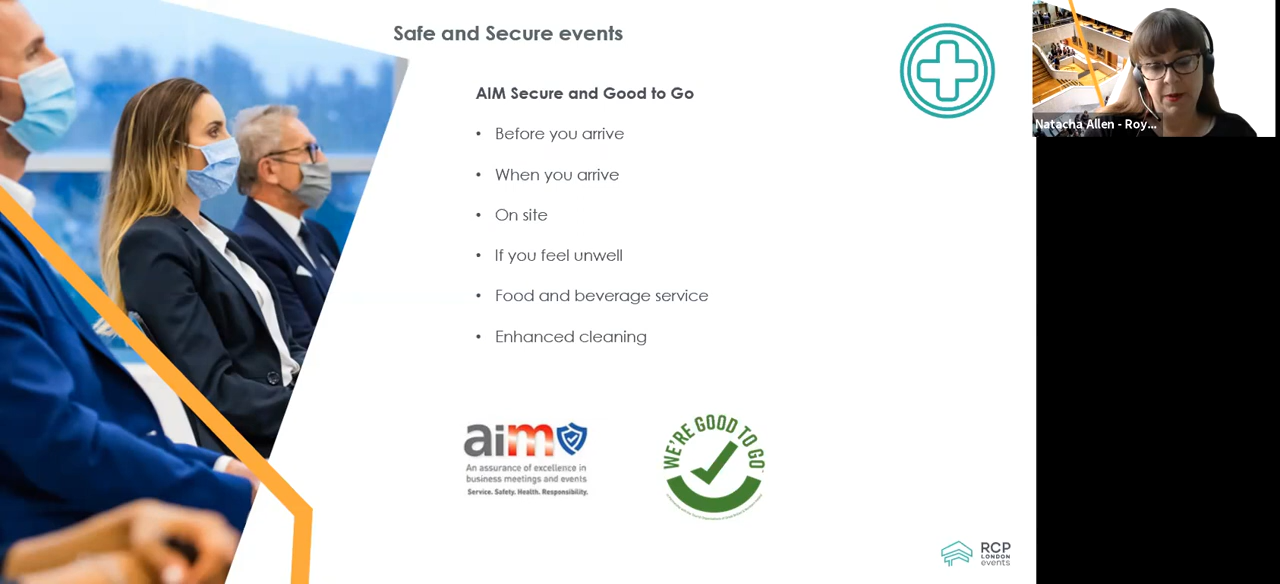 Safe and Secure events
AIM Secure and Good to Go
• Before you arrive
• When you arrive
• On site
• If you feel unwell
• Food and beverage service
• Enhanced cleaning
aim
An assurance of excellence in
business meetings and events
Service. Safety. Health. Responsibility.
WE'RE GOOD TO GO
RCP
LONDON
events
Natacha Allen - Roy...